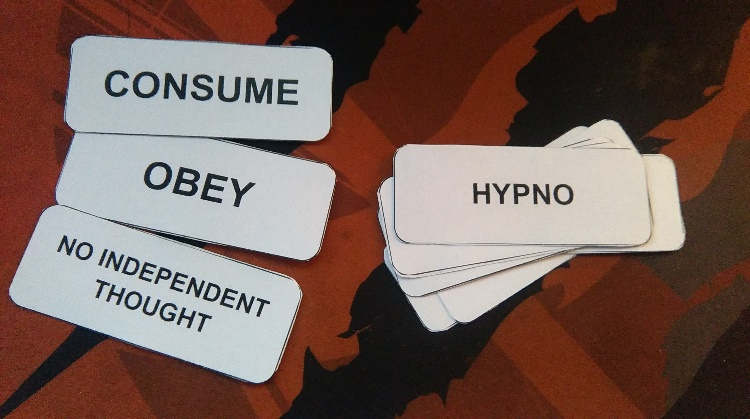 CONSUME
OBEY
NO INDEPENDENT
THOUGHT
HYPNO